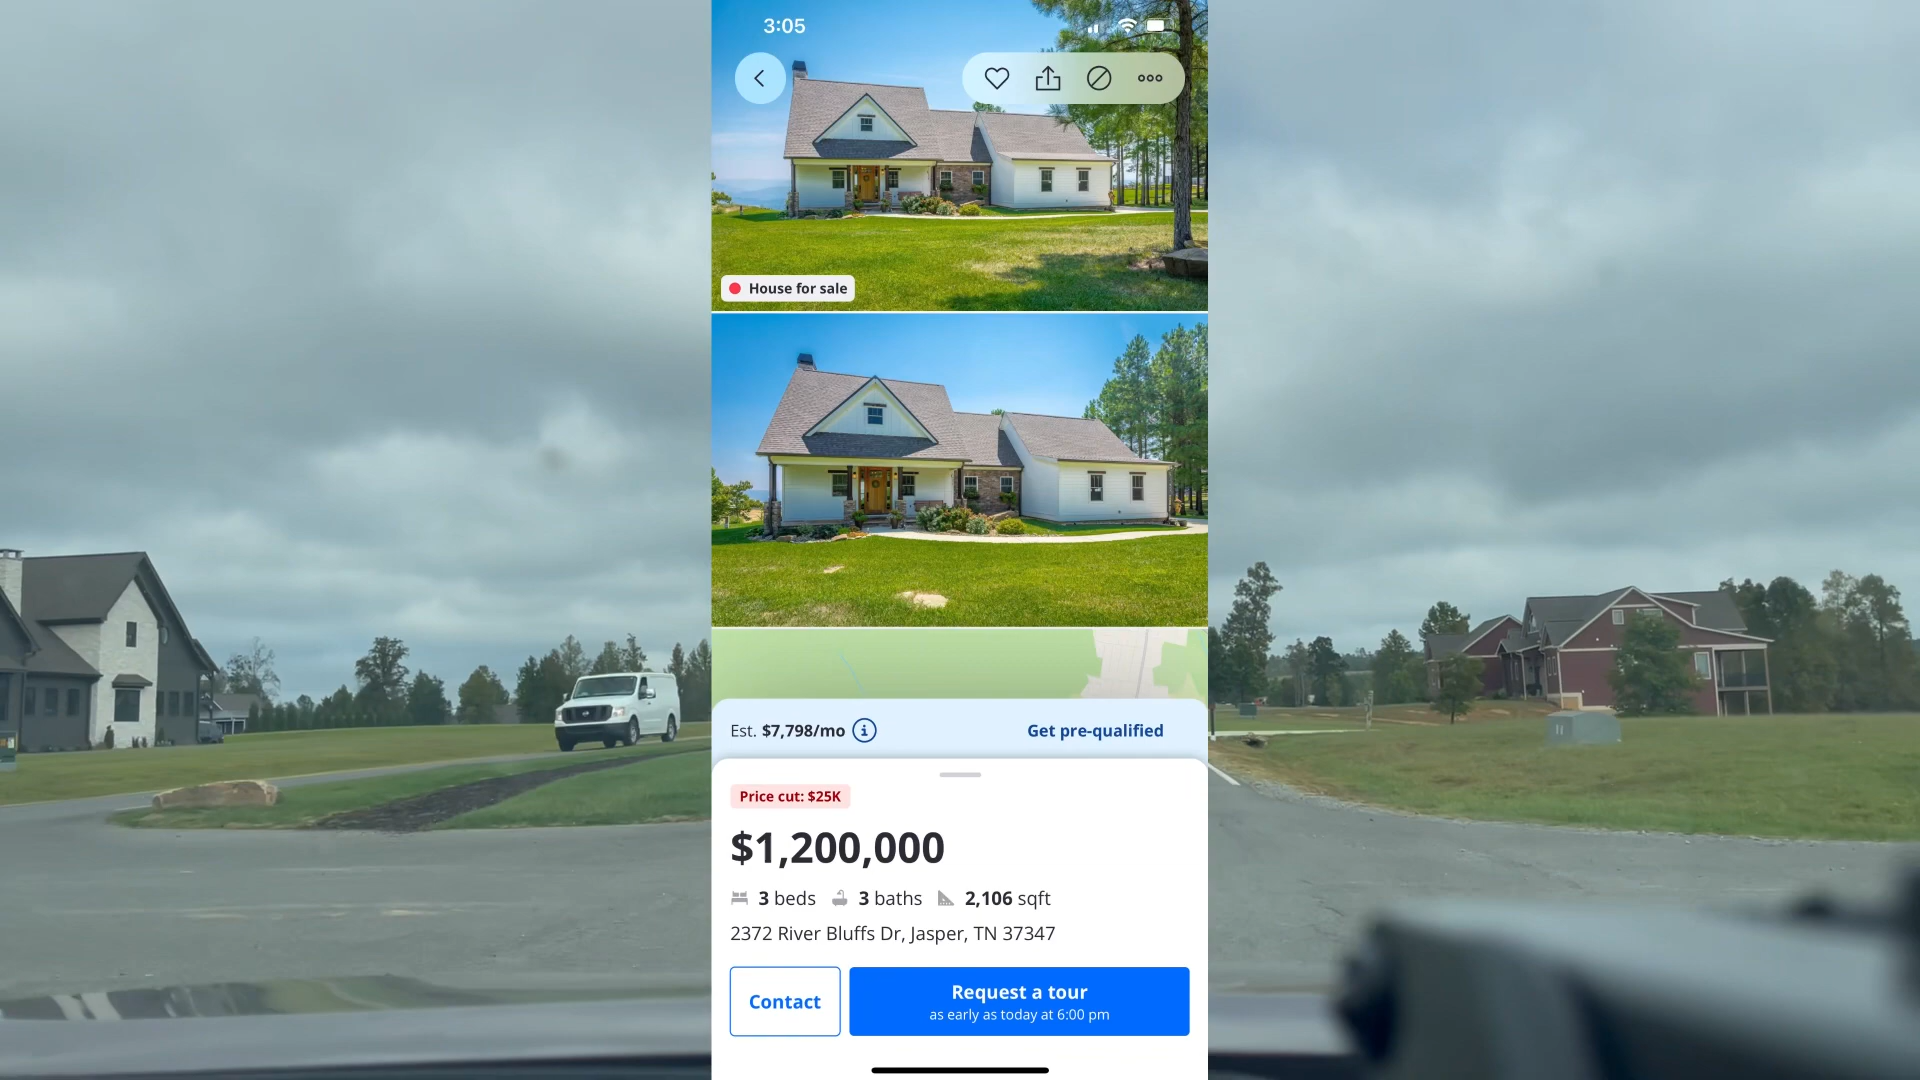 3:05
House for sale
Est. $7,798/mo
Get pre-qualified
Price cut: $25K
$1,200,000
3 beds 3 baths 2,106 sqft
2372 River Bluffs Dr, Jasper, TN 37347
Contact
Request a tour
as early as today at 6:00 pm